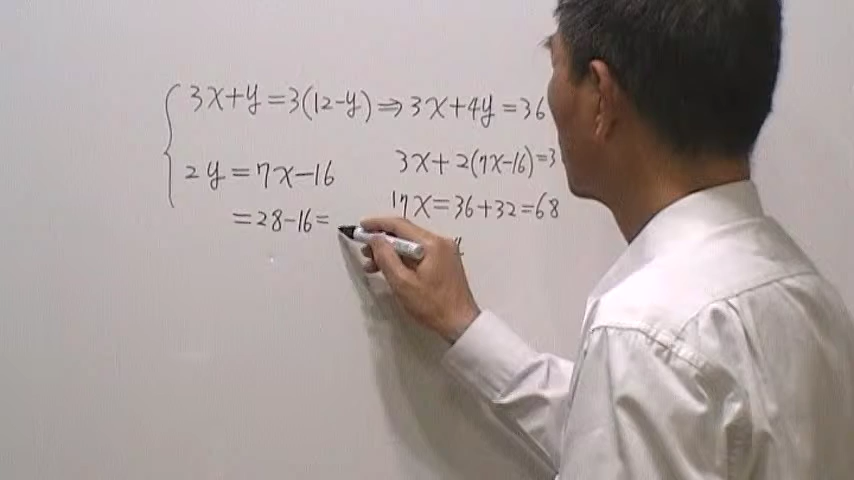 3x+y=3(12-y)⇒3x+4y=36
2y=7x-16
=28-16=
3x+2(7x-16)=3
17x=36+32=68